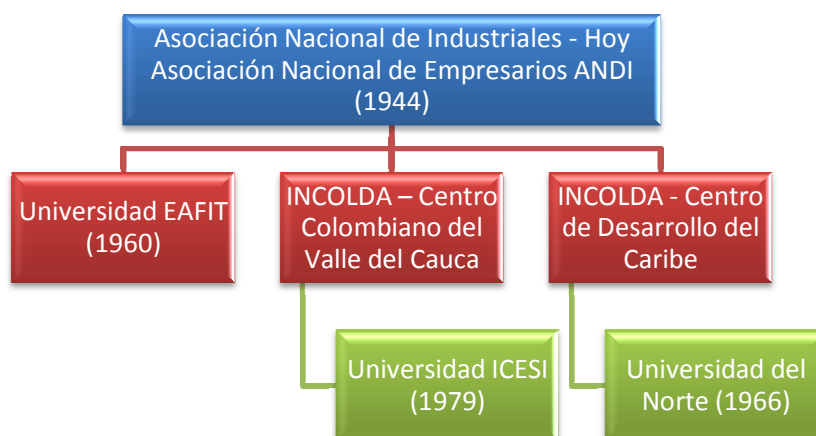 Asociación Nacional de Industriales - Hoy
Asociación Nacional de Empresarios ANDI
(1944)
Universidad EAFIT
(1960)
INCOLDA – Centro
Colombiano del
Valle del Cauca
INCOLDA - Centro
de Desarrollo del
Caribe
Universidad ICESI
(1979)
Universidad del
Norte (1966)